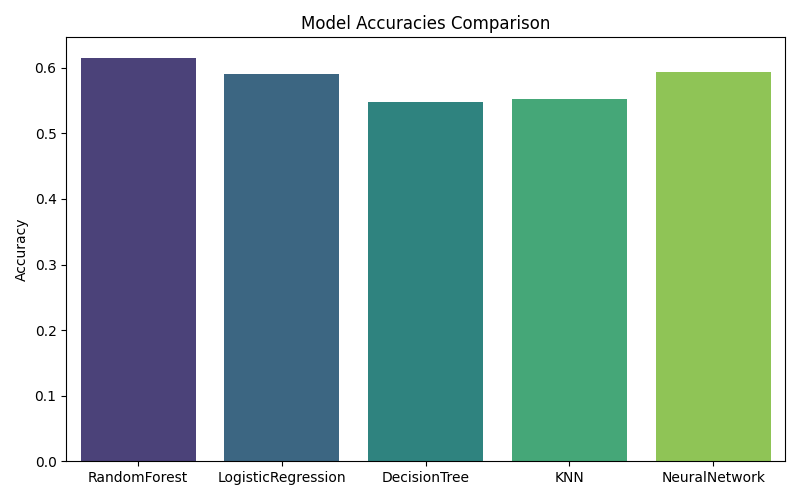 Model Accuracies Comparison
Accuracy
0.6
0.5
0.4
0.3
0.2
0.1
0.0
RandomForest
LogisticRegression
DecisionTree
KNN
NeuralNetwork